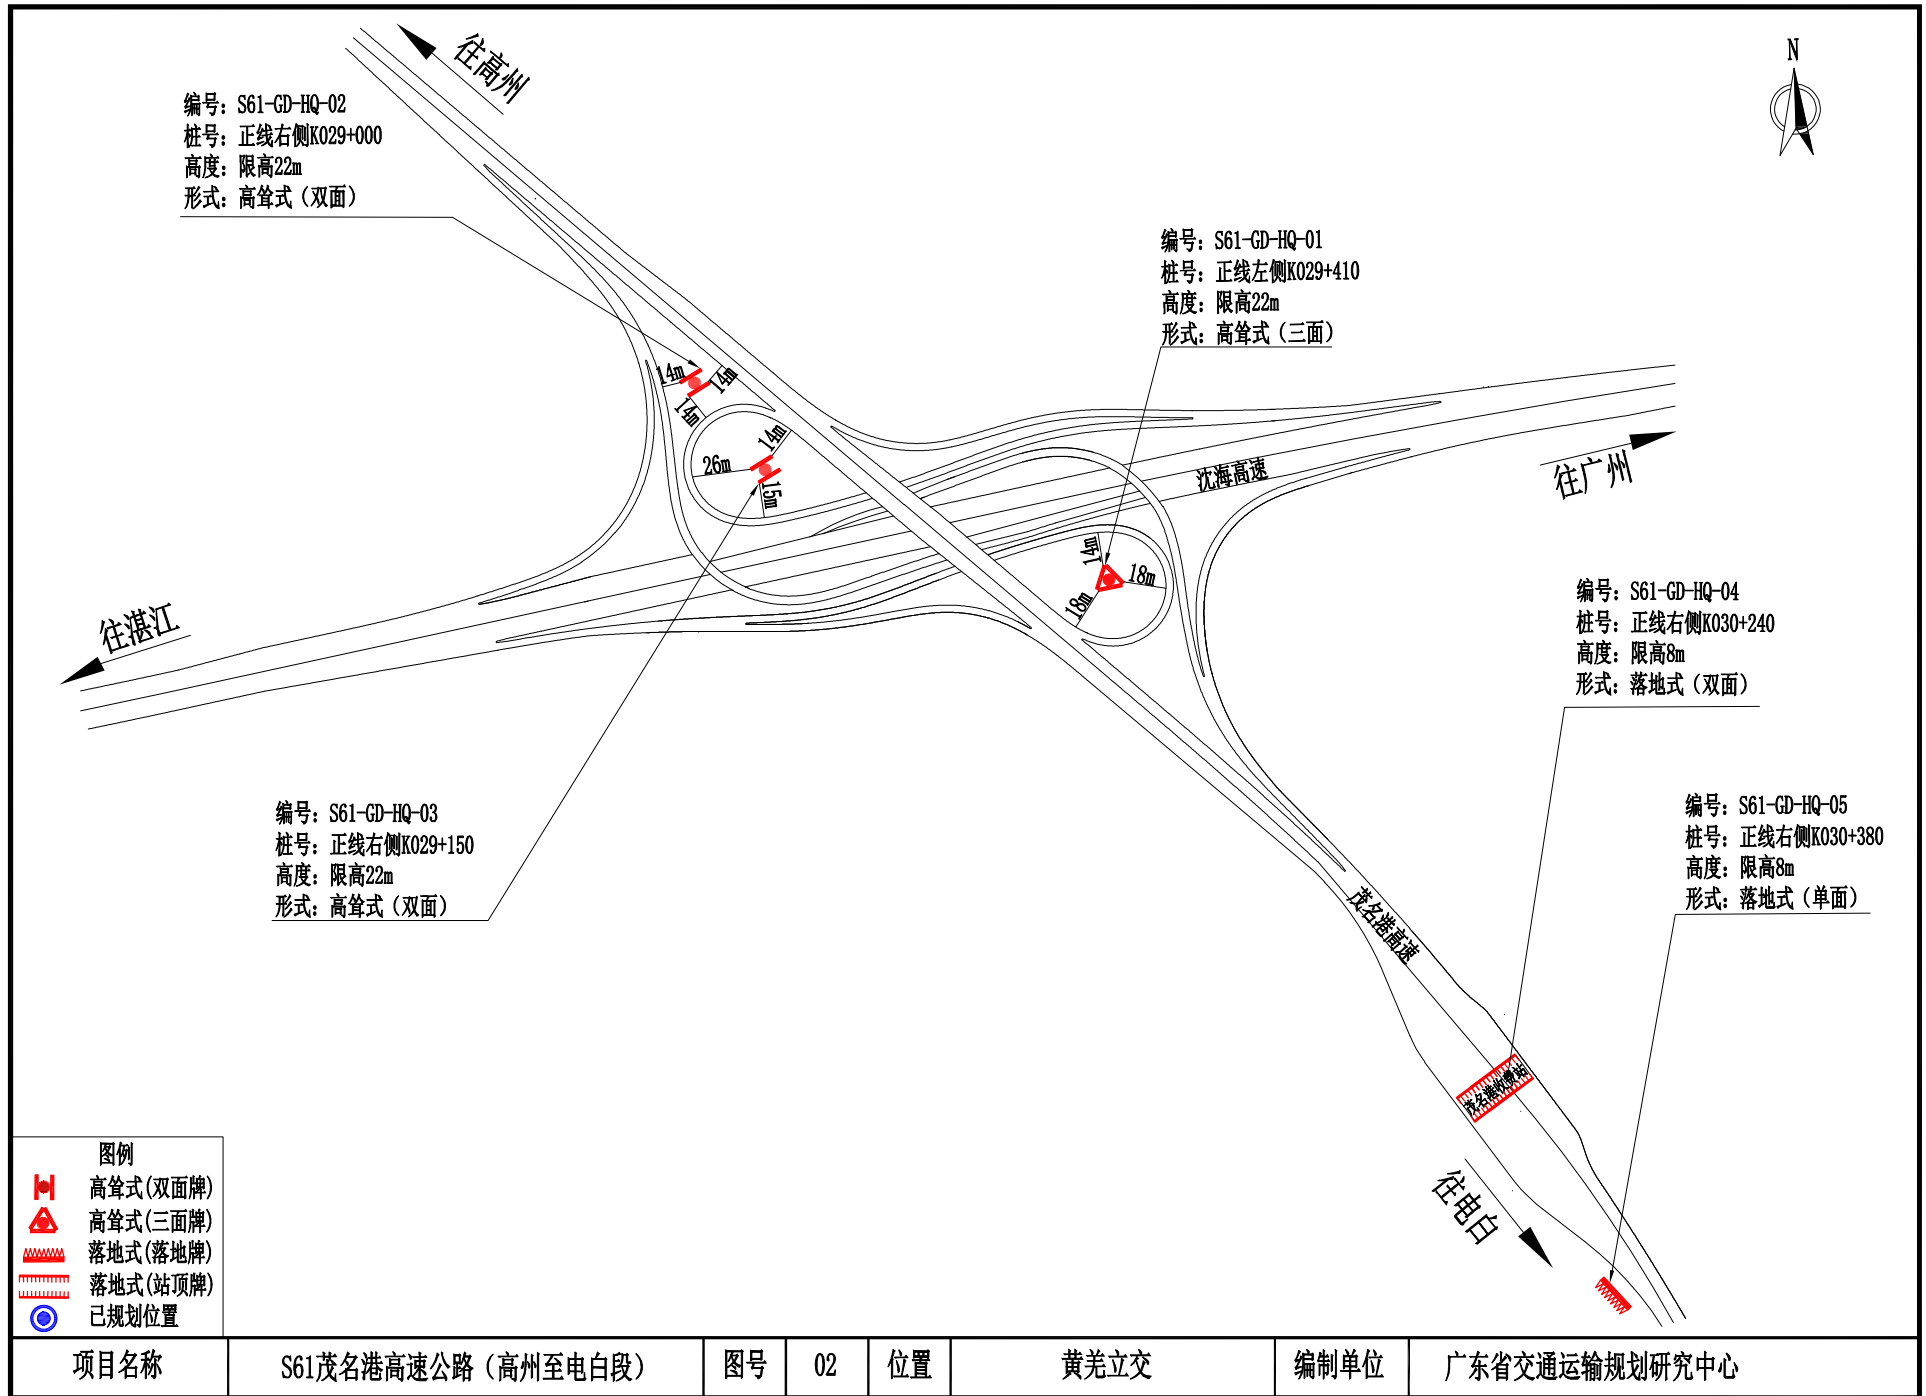 往高州
N
编号：S61-GD-HQ-02
桩号：正线右侧K029+000
高度：限高22m
形式：高耸式（双面）
编号：S61-GD-HQ-01
桩号：正线左侧K029+410
高度：限高22m
形式：高耸式（三面）
14m
14m
14m
14m
26m
15m
沈海高速
往广州
14m
18m
18m
往湛江
编号：S61-GD-HQ-04
桩号：正线右侧K030+240
高度：限高8m
形式：落地式（双面）
编号：S61-GD-HQ-03
桩号：正线右侧K029+150
高度：限高22m
形式：高耸式（双面）
编号：S61-GD-HQ-05
桩号：正线右侧K030+380
高度：限高8m
形式：落地式（单面）
茂名港高速
茂名港收费站
往电白
图例
高耸式(双面牌)
高耸式(三面牌)
落地式(落地牌)
落地式(站顶牌)
已规划位置
项目名称 S61茂名港高速公路（高州至电白段） 图号 02 位置 黄羌立交 编制单位 广东省交通运输规划研究中心